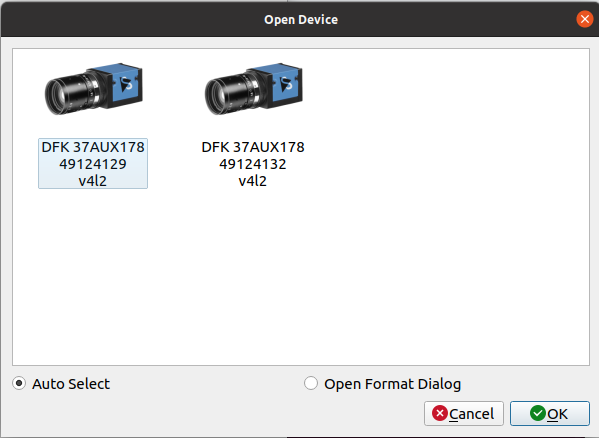 Open Device
DFK 37AUX178
49124129
v4l2
DFK 37AUX178
49124132
v4l2
Auto Select
Open Format Dialog
Cancel
OK